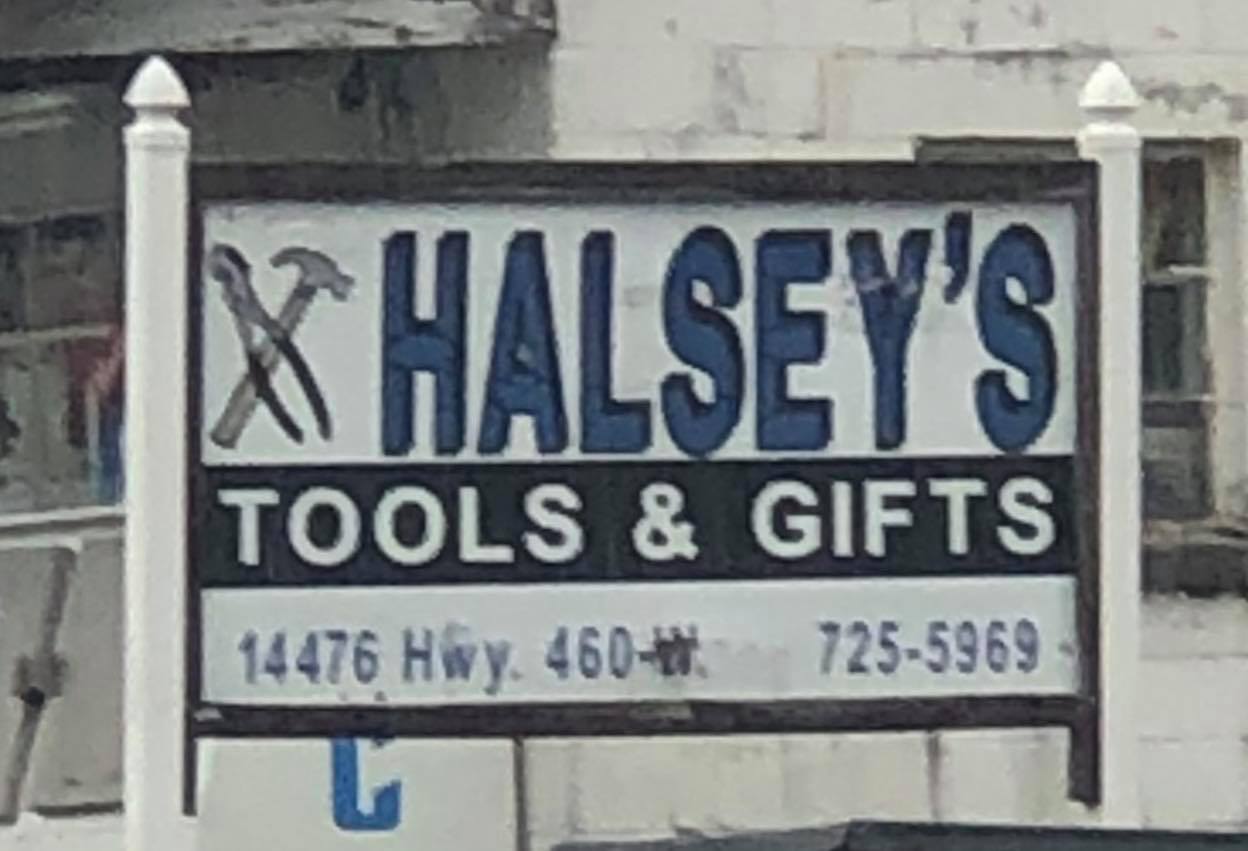 HALSEY'S
TOOLS & GIFTS
14476 Hwy. 460-W. 725-5969